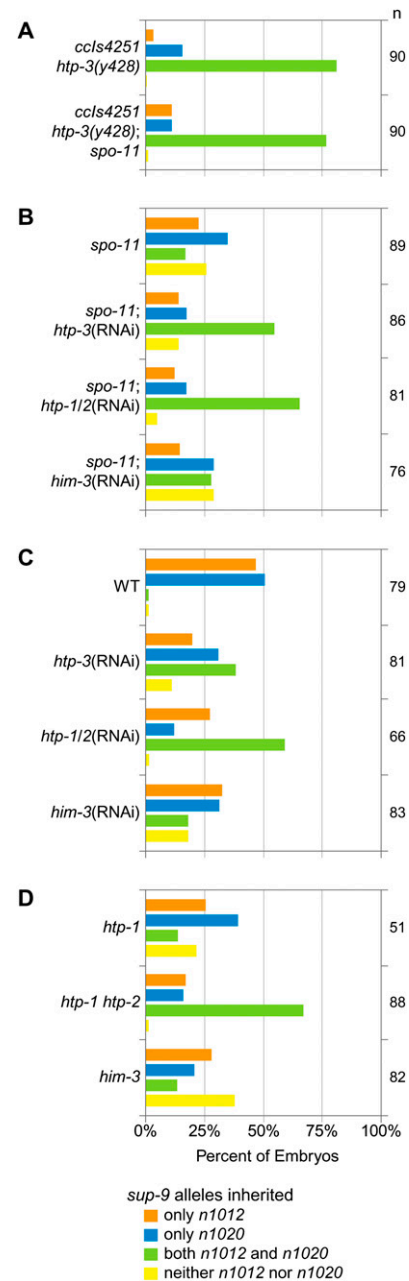 n
A
ccIs4251
htp-3(y428)
90
ccIs4251
htp-3(y428);
spo-11
90
B
spo-11
89
spo-11;
htp-3(RNAi)
86
spo-11;
htp-1/2(RNAi)
81
spo-11;
him-3(RNAi)
76
C
WT
79
htp-3(RNAi)
81
htp-1/2(RNAi)
66
him-3(RNAi)
83
D
htp-1
51
htp-1 htp-2
88
him-3
82
0% 25% 50% 75% 100%
Percent of Embryos
sup-9 alleles inherited
only n1012
only n1020
both n1012 and n1020
neither n1012 nor n1020